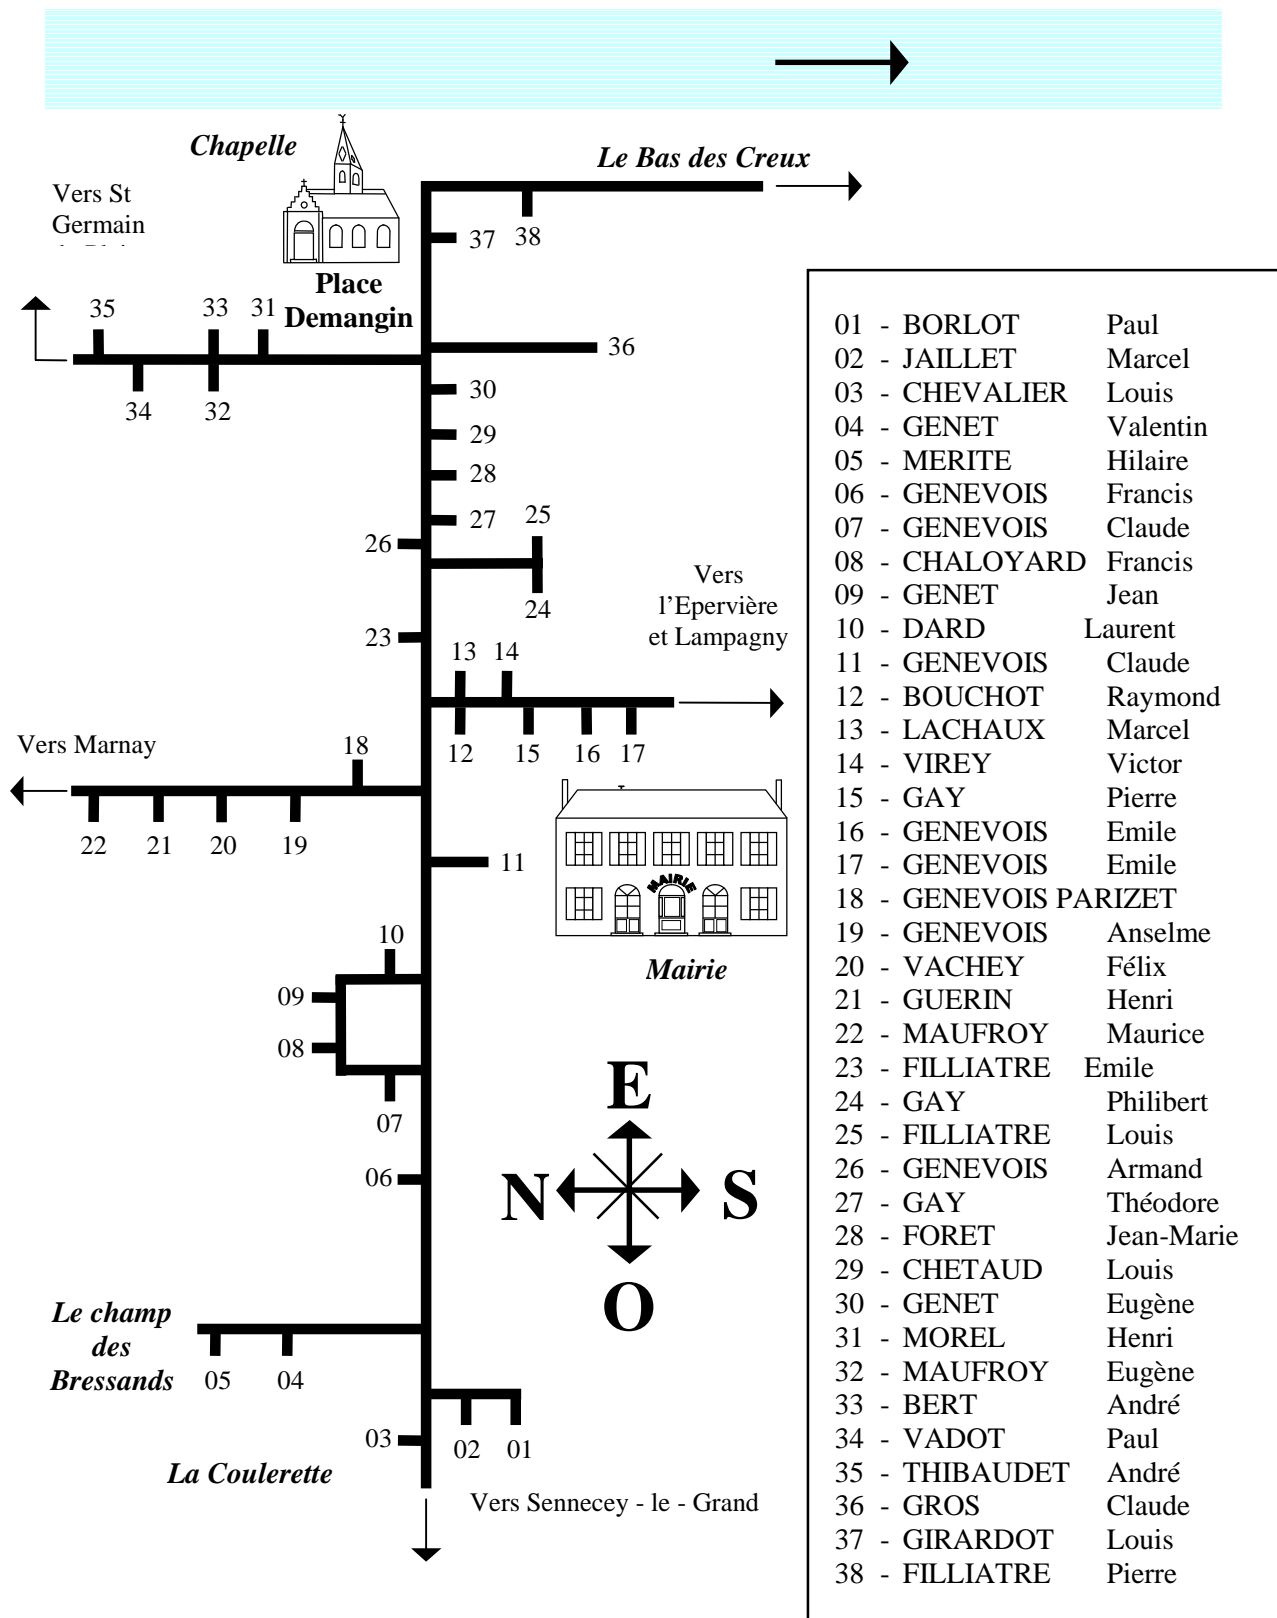 Chapelle
Le Bas des Creux
Vers St
Germain
37
38
Place
Demangin
35
33
31
36
34
32
30
29
28
27
25
26
24
23
Vers
l'Epervière
et Lampagny
13
14
12
15
16
17
Vers Marnay
18
22
21
20
19
11
MAIRIE
Mairie
10
09
08
07
06
E
N
S
O
Le champ
des
Bressands
05
04
03
02
01
La Coulerette
Vers Sennecey - le - Grand
01 - BORLOT Paul
02 - JAILLET Marcel
03 - CHEVALIER Louis
04 - GENET Valentin
05 - MERITE Hilaire
06 - GENEVOIS Francis
07 - GENEVOIS Claude
08 - CHALOYARD Francis
09 - GENET Jean
10 - DARD Laurent
11 - GENEVOIS Claude
12 - BOUCHOT Raymond
13 - LACHAUX Marcel
14 - VIREY Victor
15 - GAY Pierre
16 - GENEVOIS Emile
17 - GENEVOIS Emile
18 - GENEVOIS PARIZET
19 - GENEVOIS Anselme
20 - VACHEY Félix
21 - GUERIN Henri
22 - MAUFROY Maurice
23 - FILLIATRE Emile
24 - GAY Philibert
25 - FILLIATRE Louis
26 - GENEVOIS Armand
27 - GAY Théodore
28 - FORET Jean-Marie
29 - CHETAUD Louis
30 - GENET Eugène
31 - MOREL Henri
32 - MAUFROY Eugène
33 - BERT André
34 - VADOT Paul
35 - THIBAUDET André
36 - GROS Claude
37 - GIRARDOT Louis
38 - FILLIATRE Pierre